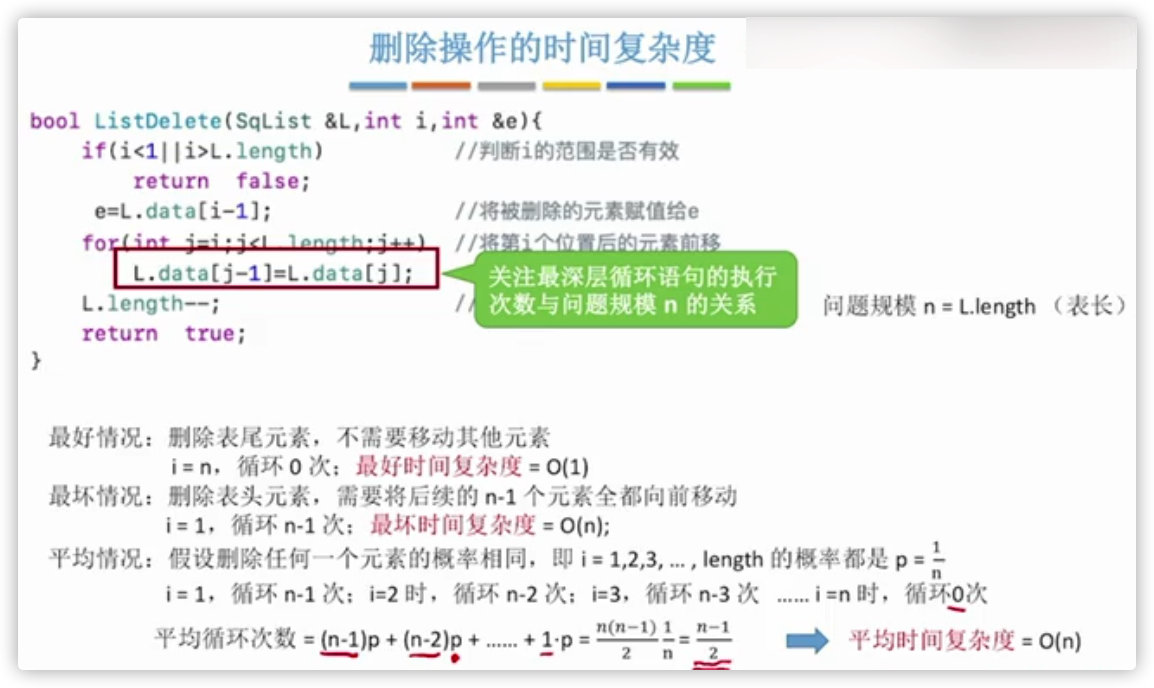 删除操作的时间复杂度
bool ListDelete(SqList &L,int i,int &e){
if(i<1||i>L.length) //判断i的范围是否有效
return false;
e=L.data[i-1]; //将被删除的元素赋值给e
for(int j=i;j<L.length;j++) //将第i个位置后的元素前移
L.data[j-1]=L.data[j];
关注最深层循环语句的执行
次数与问题规模 n 的关系
L.length--; //
问题规模 n = L.length （表长）
return true;
}
最好情况：删除表尾元素，不需要移动其他元素
i = n，循环 0 次；最好时间复杂度 = O(1)
最坏情况：删除表头元素，需要将后续的 n-1 个元素全都向前移动
i = 1，循环 n-1 次；最坏时间复杂度 = O(n);
平均情况：假设删除任何一个元素的概率相同，即 i = 1,2,3, … , length 的概率都是 p = 1/n
i = 1，循环 n-1 次；i=2 时，循环 n-2 次；i=3，循环 n-3 次 …… i =n 时，循环0次
平均循环次数 = (n-1)p + (n-2)p + …… + 1·p = n(n−1)/2 1/n = n−1/2 平均时间复杂度 = O(n)